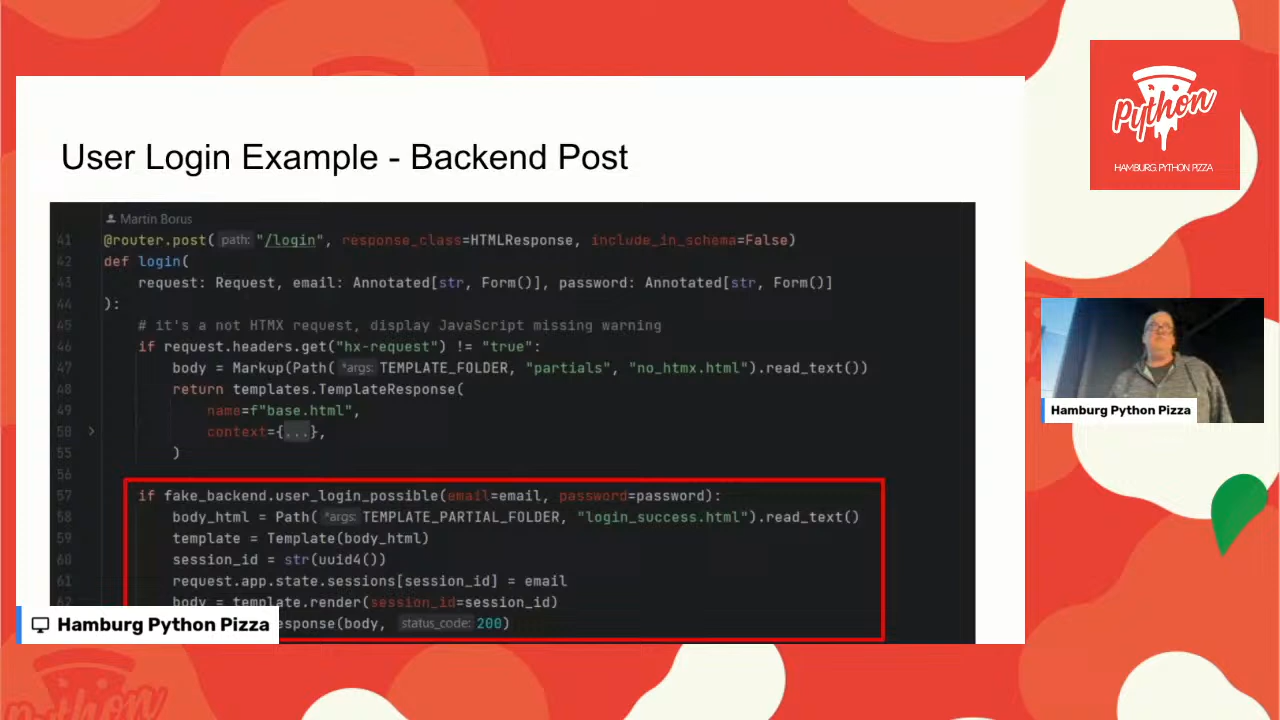 User Login Example - Backend Post
Martin Borus
41 @router.post( path: "/login", response_class=HTMLResponse, include_in_schema=False)
42 def login(
43 request: Request, email: Annotated[str, Form()], password: Annotated[str, Form()]
44 ):
45 # it's a not HTMX request, display JavaScript missing warning
46 if request.headers.get("hx-request") != "true":
47 body = Markup(Path( *args: TEMPLATE_FOLDER, "partials", "no_htmx.html").read_text())
48 return templates.TemplateResponse(
49 name=f"base.html",
50 context={...},
55 )
56
57 if fake_backend.user_login_possible(email=email, password=password):
58 body_html = Path( *args: TEMPLATE_PARTIAL_FOLDER, "login_success.html").read_text()
59 template = Template(body_html)
60 session_id = str(uuid4())
61 request.app.state.sessions[session_id] = email
62 body = template.render(session_id=session_id)
esponse(body, status_code: 200)
Hamburg Python Pizza
Python
HAMBURG PYTHON PIZZA
Hamburg Python Pizza
Python